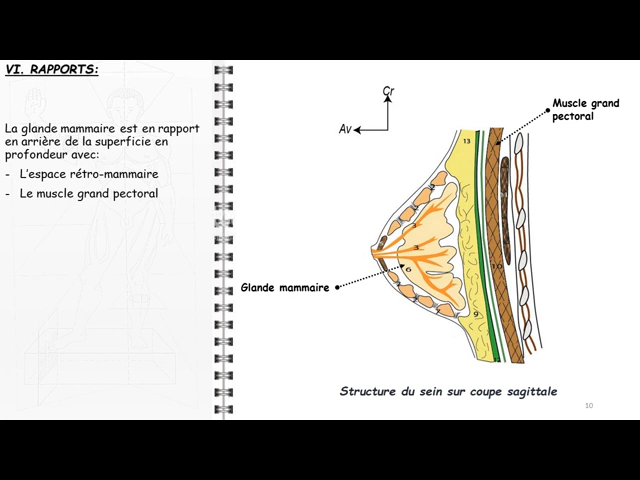 VI. RAPPORTS:
La glande mammaire est en rapport
en arrière de la superficie en
profondeur avec:
- L'espace rétro-mammaire
- Le muscle grand pectoral
Cr
Av
Muscle grand
pectoral
13
3
3
6
10
9
Glande mammaire
Structure du sein sur coupe sagittale
10